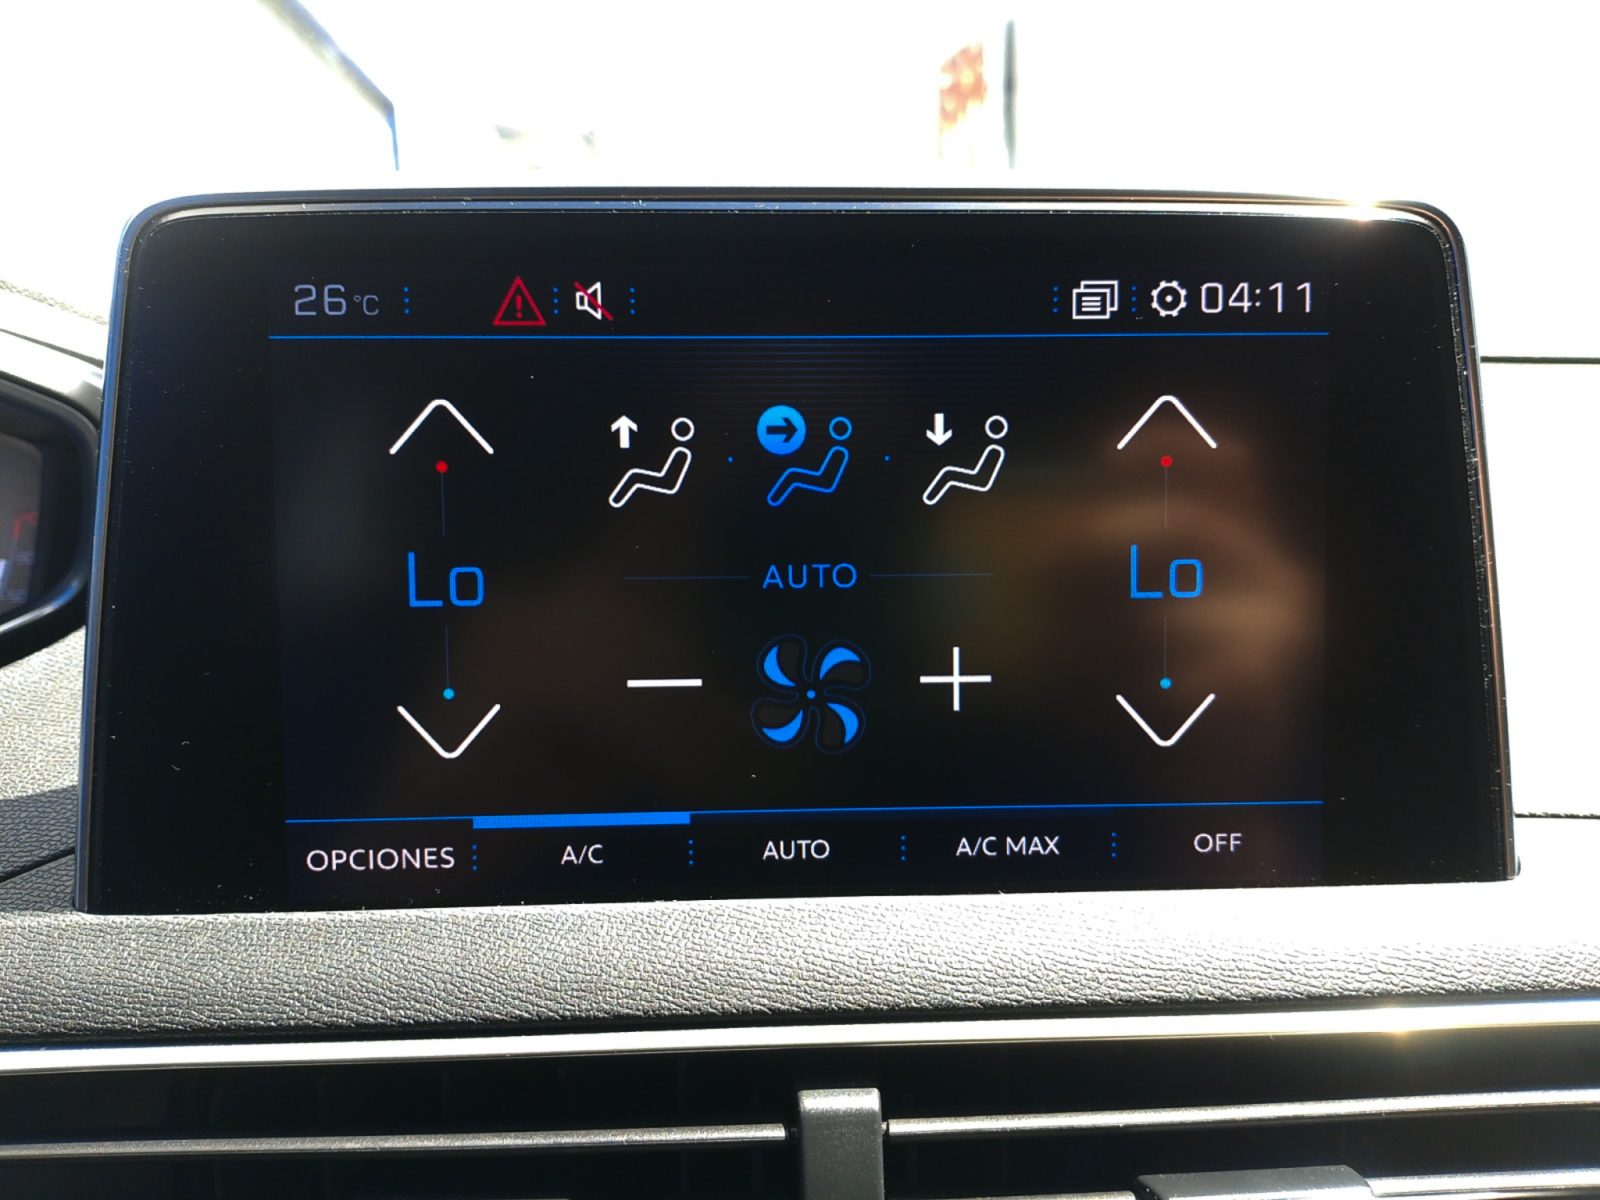 26°C 04:11
Lo AUTO Lo
OPCIONES A/C AUTO A/C MAX OFF